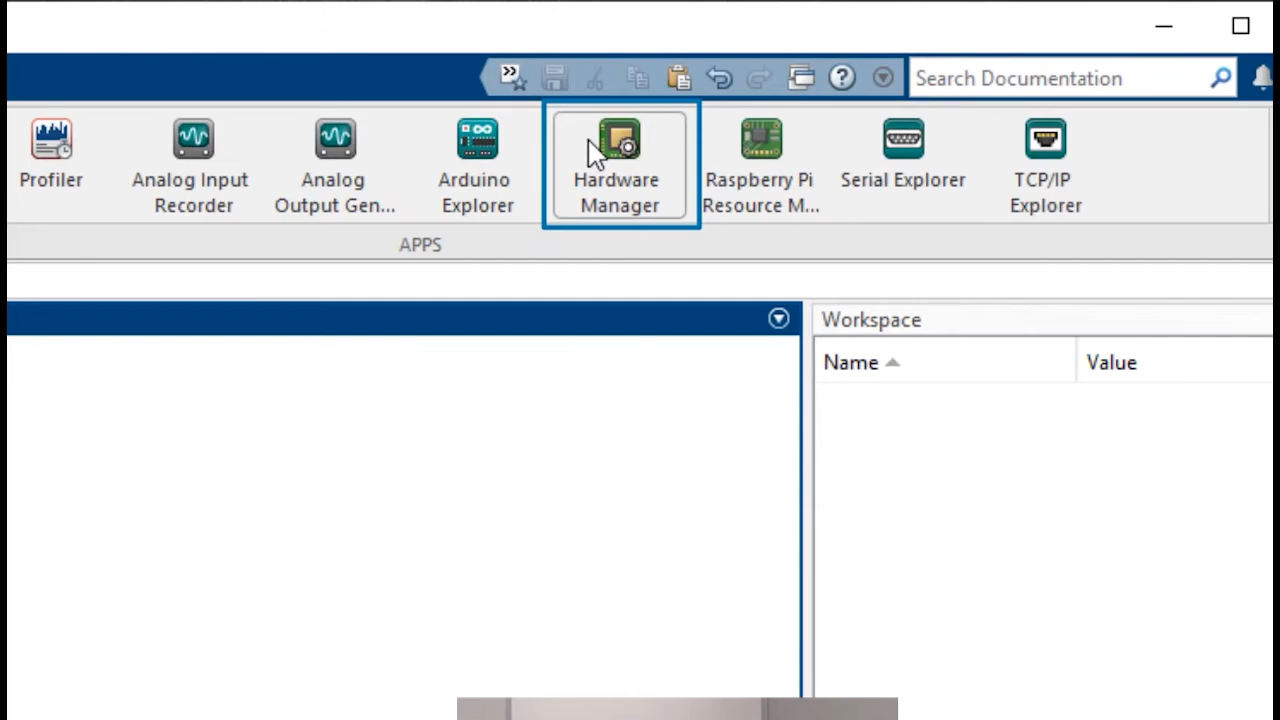 Search Documentation
Profiler
Analog Input
Recorder
Analog
Output Gen...
Arduino
Explorer
Hardware
Manager
Raspberry Pi
Resource M...
Serial Explorer
TCP/IP
Explorer
APPS
Workspace
Name
Value